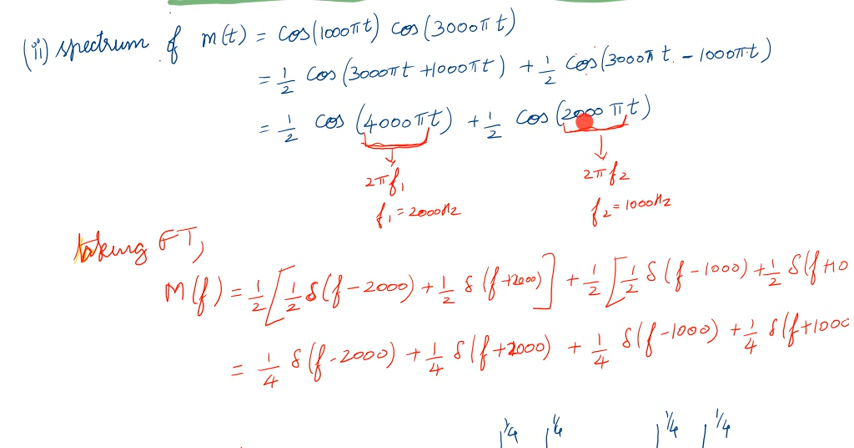 (ii) spectrum of m(t) = cos(1000πt) cos(3000πt)
= 1/2 cos(3000πt + 1000πt) + 1/2 cos(3000πt - 1000πt)
= 1/2 cos(4000πt) + 1/2 cos(2000πt)
2πf₁ 2πf₂
f₁ = 2000Hz f₂ = 1000Hz
taking FT,
M(f) = 1/2 [1/2 δ(f-2000) + 1/2 δ(f+2000)] + 1/2 [1/2 δ(f-1000) + 1/2 δ(f+10
= 1/4 δ(f-2000) + 1/4 δ(f+2000) + 1/4 δ(f-1000) + 1/4 δ(f+1000
1/4 1/4 1/4 1/4